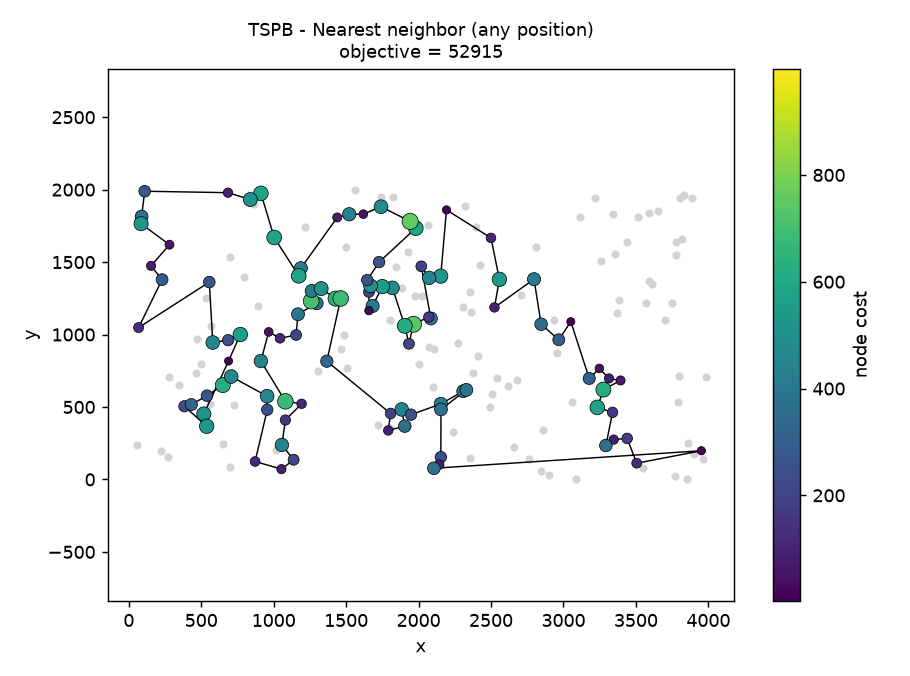 TSPB - Nearest neighbor (any position)
objective = 52915
2500
2000
1500
1000
500
0
−500
y
0 500 1000 1500 2000 2500 3000 3500 4000
x
800
600
400
200
node cost